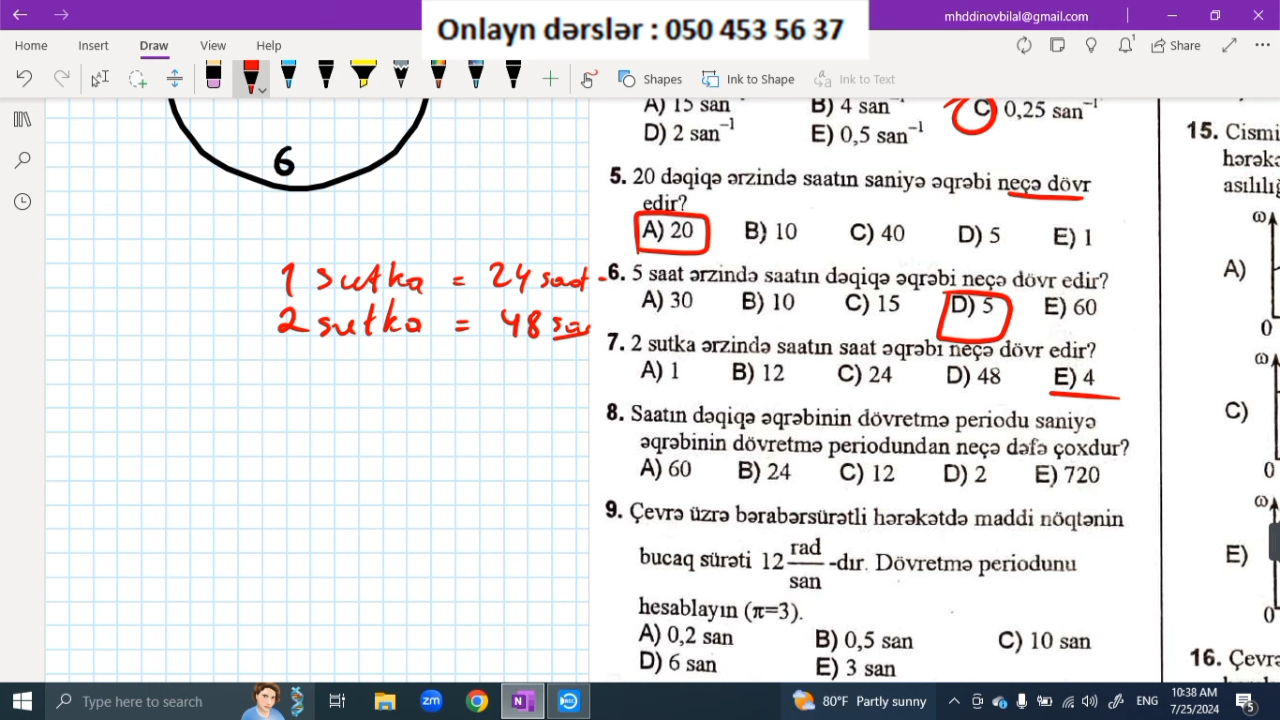 Onlayn dərslər : 050 453 56 37
mhddinovbilal@gmail.com
Home Insert Draw View Help
Share
Shapes Ink to Shape Ink to Text
6
1 sutka = 24 saat
2 sutka = 48
A) 15 san B) 4 san⁻¹ C) 0,25 san⁻¹
D) 2 san⁻¹ E) 0,5 san⁻¹
5. 20 dəqiqə ərzində saatın saniyə əqrəbi neçə dövr
edir?
A) 20 B) 10 C) 40 D) 5 E) 1
6. 5 saat ərzində saatın dəqiqə əqrəbi neçə dövr edir?
A) 30 B) 10 C) 15 D) 5 E) 60
7. 2 sutka ərzində saatın saat əqrəbi neçə dövr edir?
A) 1 B) 12 C) 24 D) 48 E) 4
8. Saatın dəqiqə əqrəbinin dövretmə periodu saniyə
əqrəbinin dövretmə periodundan neçə dəfə çoxdur?
A) 60 B) 24 C) 12 D) 2 E) 720
9. Çevrə üzrə bərabərsürətli hərəkətdə maddi nöqtənin
bucaq sürəti 12 rad/san -dır. Dövretmə periodunu
hesablayın (π=3).
A) 0,2 san B) 0,5 san C) 10 san
D) 6 san E) 3 san
15. Cismi
hərəkə
asılılığ
ω
A)
0
ω
C)
0
ω
E)
0
16. Çevrə
Type here to search
80°F Partly sunny
ENG
10:38 AM
7/25/2024
5